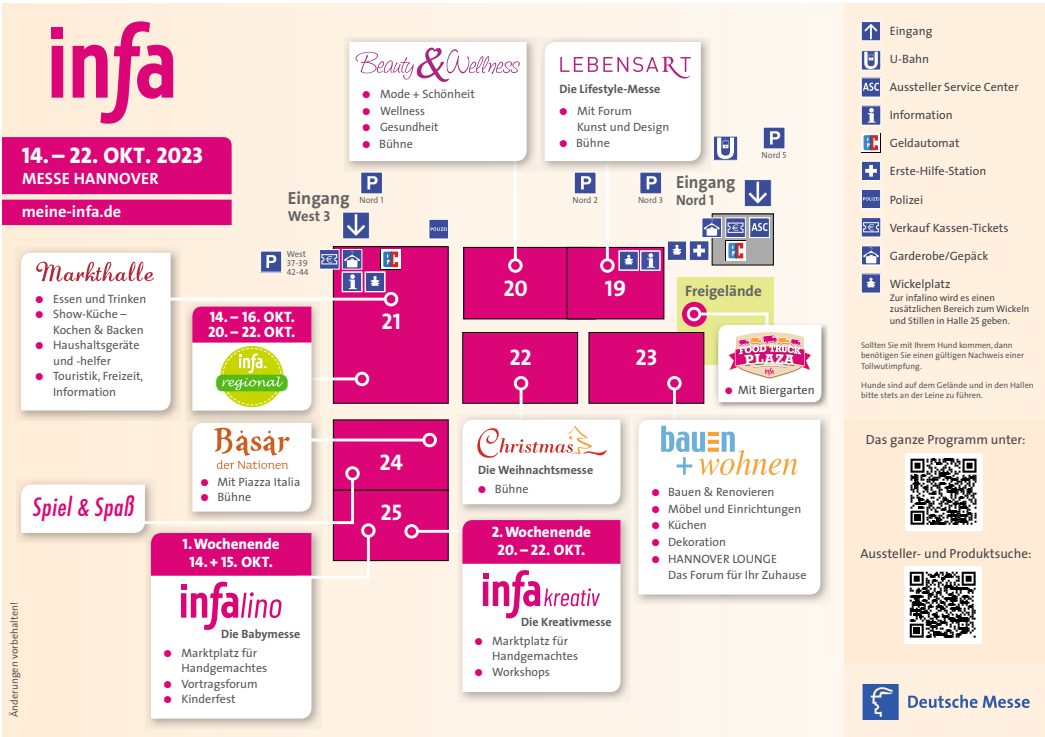 infa
14. – 22. OKT. 2023
MESSE HANNOVER
meine-infa.de
Beauty & Wellness
Mode + Schönheit
Wellness
Gesundheit
Bühne
LEBENSART
Die Lifestyle-Messe
Mit Forum
Kunst und Design
Bühne
P
Nord 5
Eingang
West 3
P
Nord 1
P
Nord 2
P
Nord 3
Eingang
Nord 1
POLIZEI
P
West
37-39
42-44
ASC
EC
EC
Markthalle
Essen und Trinken
Show-Küche –
Kochen & Backen
Haushaltsgeräte
und -helfer
Touristik, Freizeit,
Information
14. – 16. OKT.
20. – 22. OKT.
infa.
regional
21
20
19
22
23
Freigelände
FOOD TRUCK
PLAZA
infa
Mit Biergarten
Basar
der Nationen
Mit Piazza Italia
Bühne
24
25
Spiel & Spaß
Christmas
Die Weihnachtsmesse
Bühne
bauen
+ wohnen
Bauen & Renovieren
Möbel und Einrichtungen
Küchen
Dekoration
HANNOVER LOUNGE
Das Forum für Ihr Zuhause
1. Wochenende
14. + 15. OKT.
infalino
Die Babymesse
Marktplatz für
Handgemachtes
Vortragsforum
Kinderfest
2. Wochenende
20. – 22. OKT.
infa kreativ
Die Kreativmesse
Marktplatz für
Handgemachtes
Workshops
Änderungen vorbehalten!
Eingang
U-Bahn
ASC Aussteller Service Center
Information
EC Geldautomat
Erste-Hilfe-Station
POLIZEI Polizei
Verkauf Kassen-Tickets
Garderobe/Gepäck
Wickelplatz
Zur infalino wird es einen
zusätzlichen Bereich zum Wickeln
und Stillen in Halle 25 geben.
Sollten Sie mit Ihrem Hund kommen, dann
benötigen Sie einen gültigen Nachweis einer
Tollwutimpfung.
Hunde sind auf dem Gelände und in den Hallen
bitte stets an der Leine zu führen.
Das ganze Programm unter:
Aussteller- und Produktsuche:
Deutsche Messe